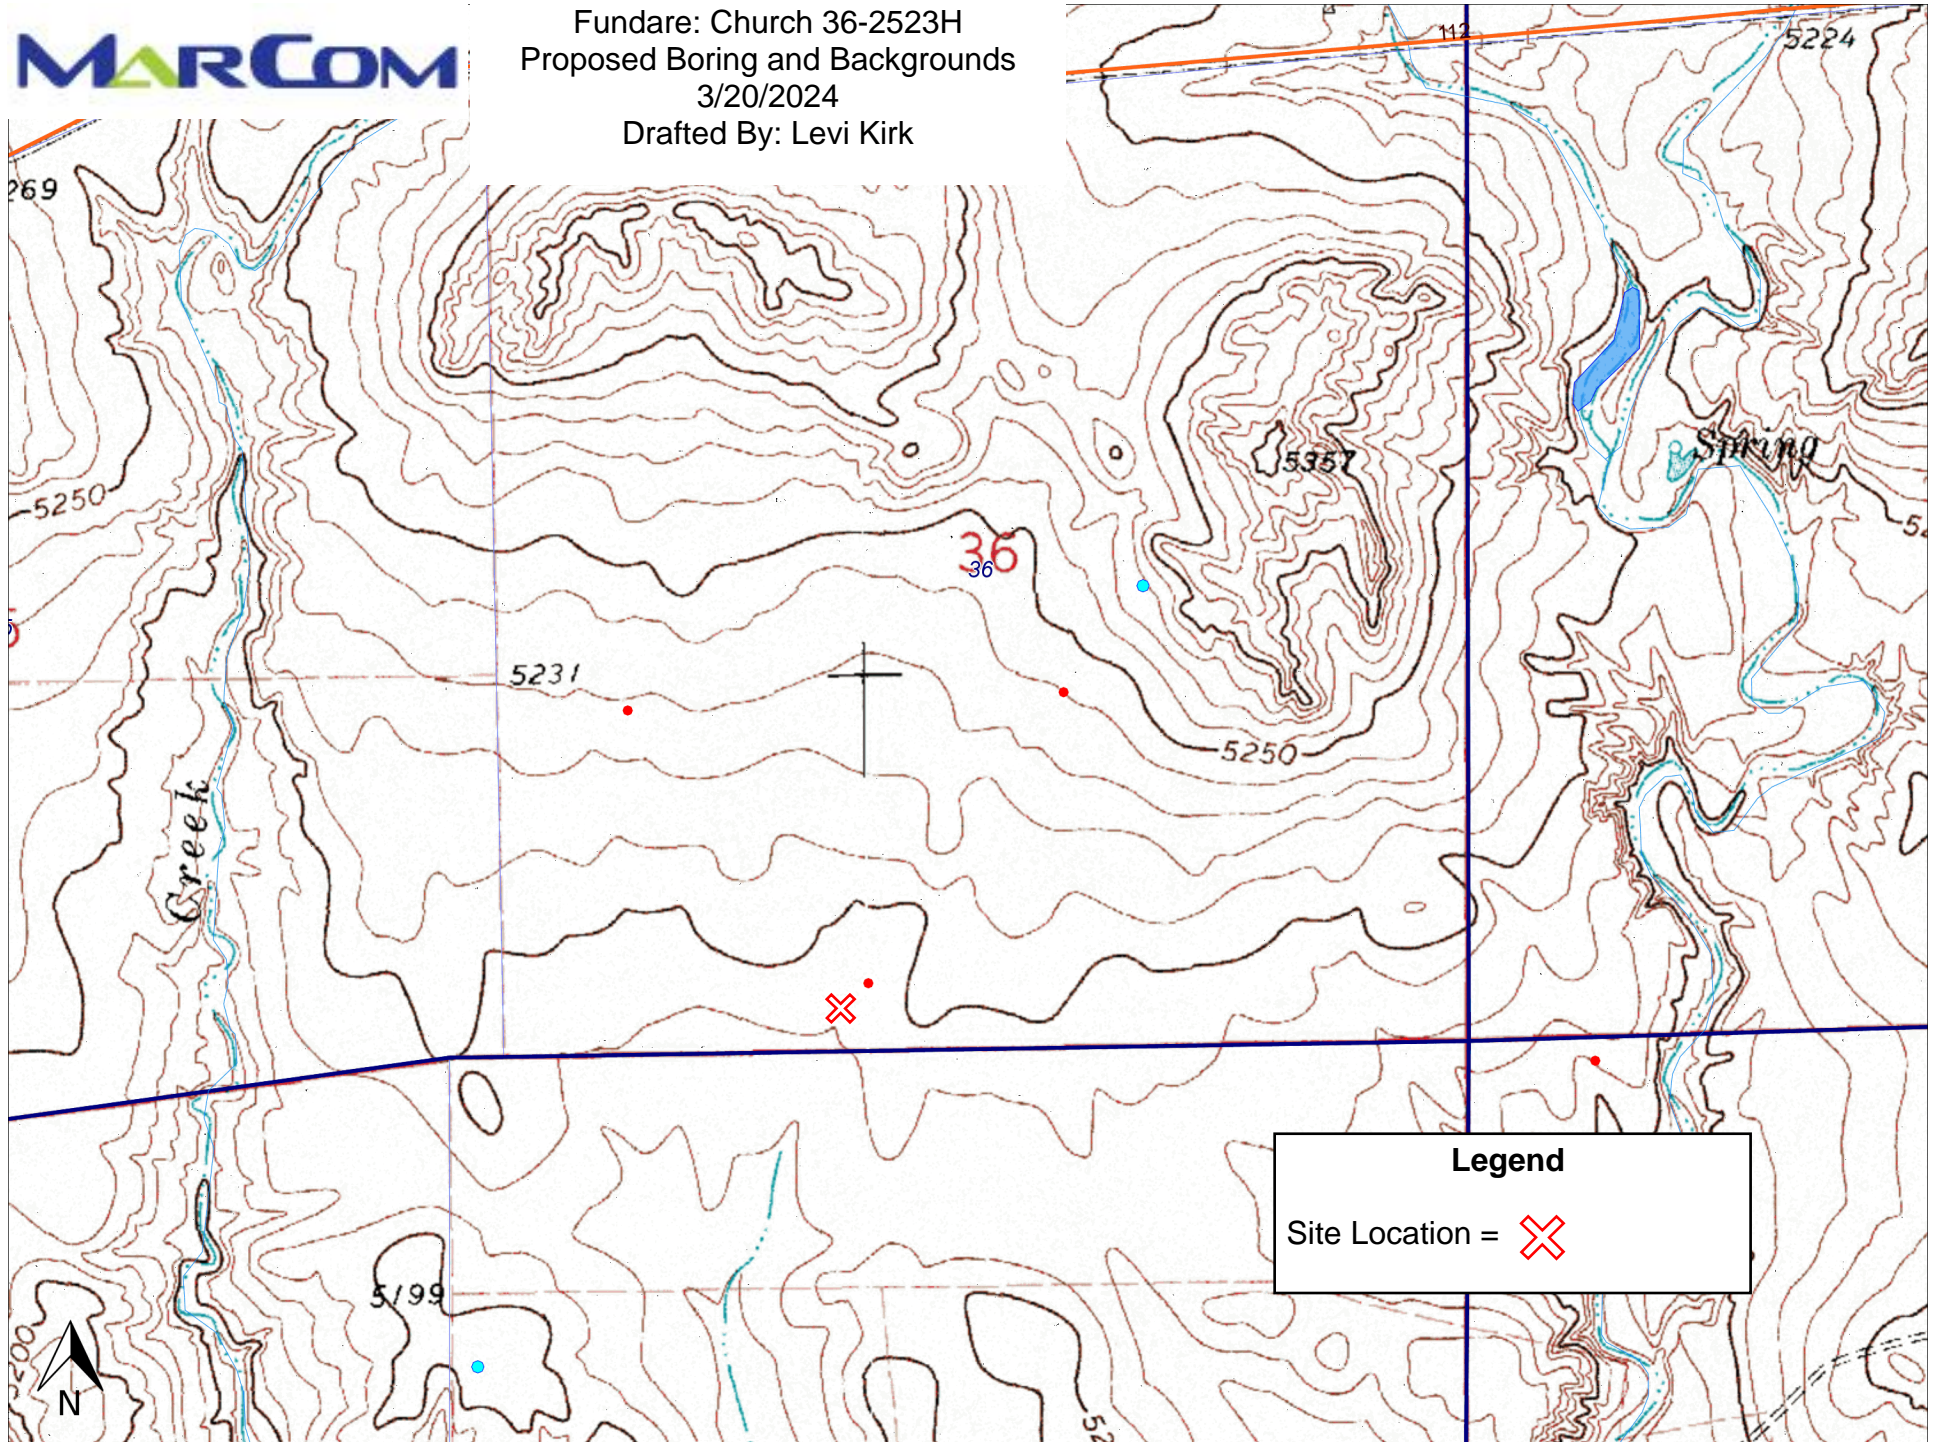 MARCOM
Fundare: Church 36-2523H
Proposed Boring and Backgrounds
3/20/2024
Drafted By: Levi Kirk
112
5224
269
5250
5357
Spring
36
36
5231
5250
Creek
5199
5200
N
Legend
Site Location =